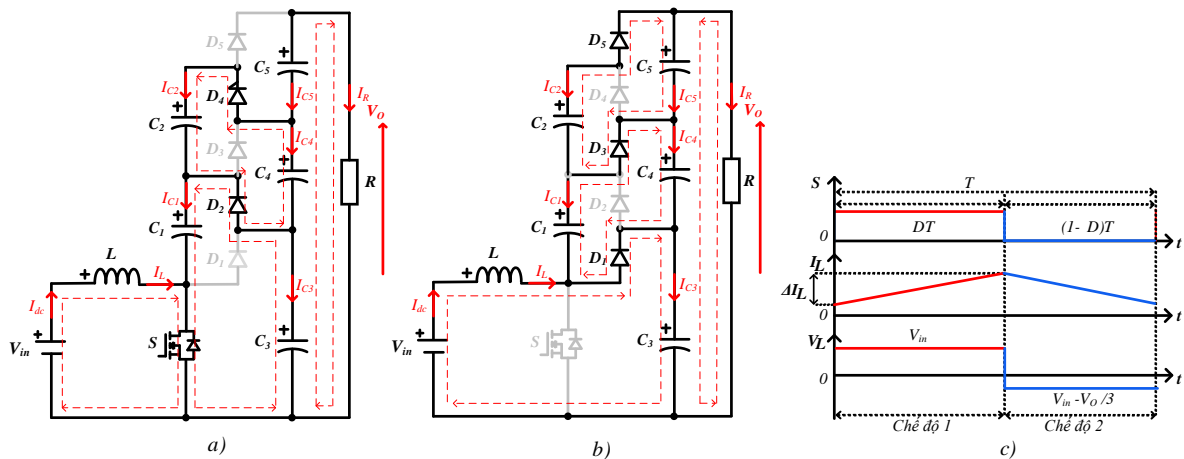 D5
C5
IC2
D4
IC5
IR
VO
C2
D3
IC4
C4
R
IC1
D2
C1
L
IL
D1
Idc
IC3
Vin
S
C3
a)
D5
C5
IC2
D4
IC5
IR
VO
C2
D3
IC4
C4
R
IC1
D2
C1
L
IL
D1
Idc
IC3
Vin
S
C3
b)
S
T
DT
(1- D)T
0
t
IL
ΔIL
0
t
VL
Vin
0
t
Vin -VO /3
Chế độ 1
Chế độ 2
c)